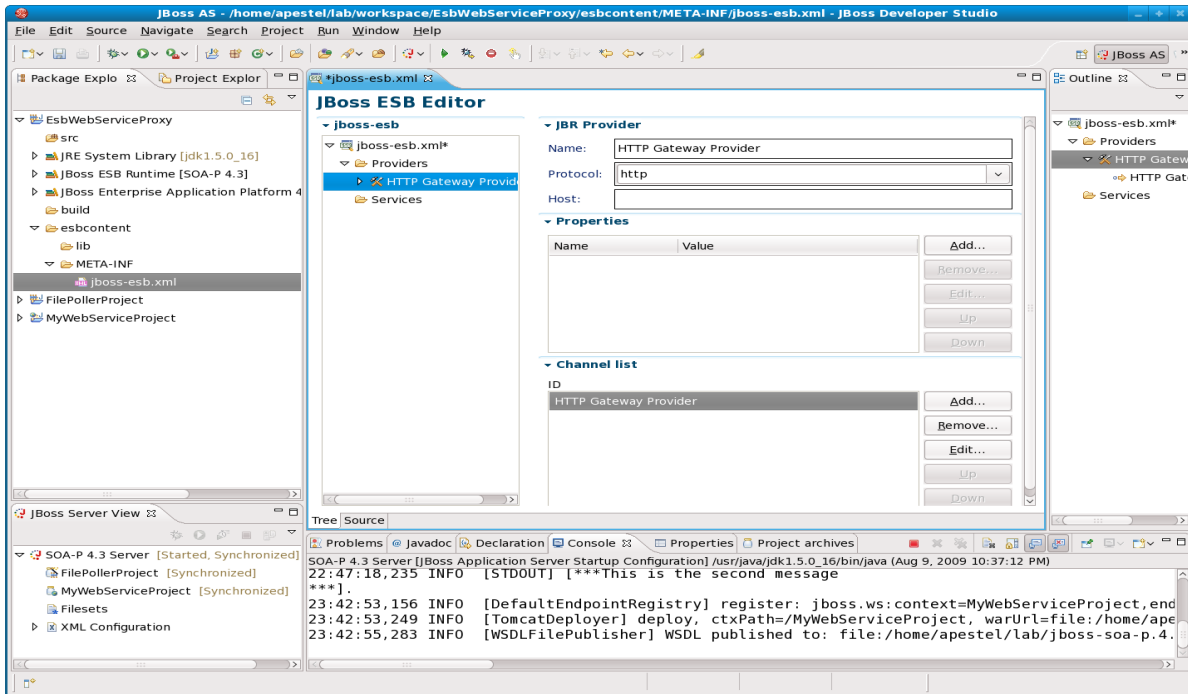 JBoss AS - /home/apestel/lab/workspace/EsbWebServiceProxy/esbcontent/META-INF/jboss-esb.xml - JBoss Developer Studio
File Edit Source Navigate Search Project Run Window Help
JBoss AS
Package Explo
Project Explor
EsbWebServiceProxy
src
JRE System Library [jdk1.5.0_16]
JBoss ESB Runtime [SOA-P 4.3]
JBoss Enterprise Application Platform 4
build
esbcontent
lib
META-INF
jboss-esb.xml
FilePollerProject
MyWebServiceProject
*jboss-esb.xml
JBoss ESB Editor
jboss-esb
jboss-esb.xml*
Providers
HTTP Gateway Provide
Services
JBR Provider
Name: HTTP Gateway Provider
Protocol: http
Host:
Properties
Name Value
Add...
Remove...
Edit...
Up
Down
Channel list
ID
HTTP Gateway Provider
Add...
Remove...
Edit...
Up
Down
Tree Source
Outline
jboss-esb.xml*
Providers
HTTP Gatew
HTTP Gat
Services
JBoss Server View
SOA-P 4.3 Server [Started, Synchronized]
FilePollerProject [Synchronized]
MyWebServiceProject [Synchronized]
Filesets
XML Configuration
Problems Javadoc Declaration Console Properties Project archives
SOA-P 4.3 Server [JBoss Application Server Startup Configuration] /usr/java/jdk1.5.0_16/bin/java (Aug 9, 2009 10:37:12 PM)
22:47:18,235 INFO [STDOUT] [***This is the second message
***].
23:42:53,156 INFO [DefaultEndpointRegistry] register: jboss.ws:context=MyWebServiceProject,end
23:42:53,249 INFO [TomcatDeployer] deploy, ctxPath=/MyWebServiceProject, warUrl=file:/home/ape
23:42:55,283 INFO [WSDLFilePublisher] WSDL published to: file:/home/apestel/lab/jboss-soa-p.4.